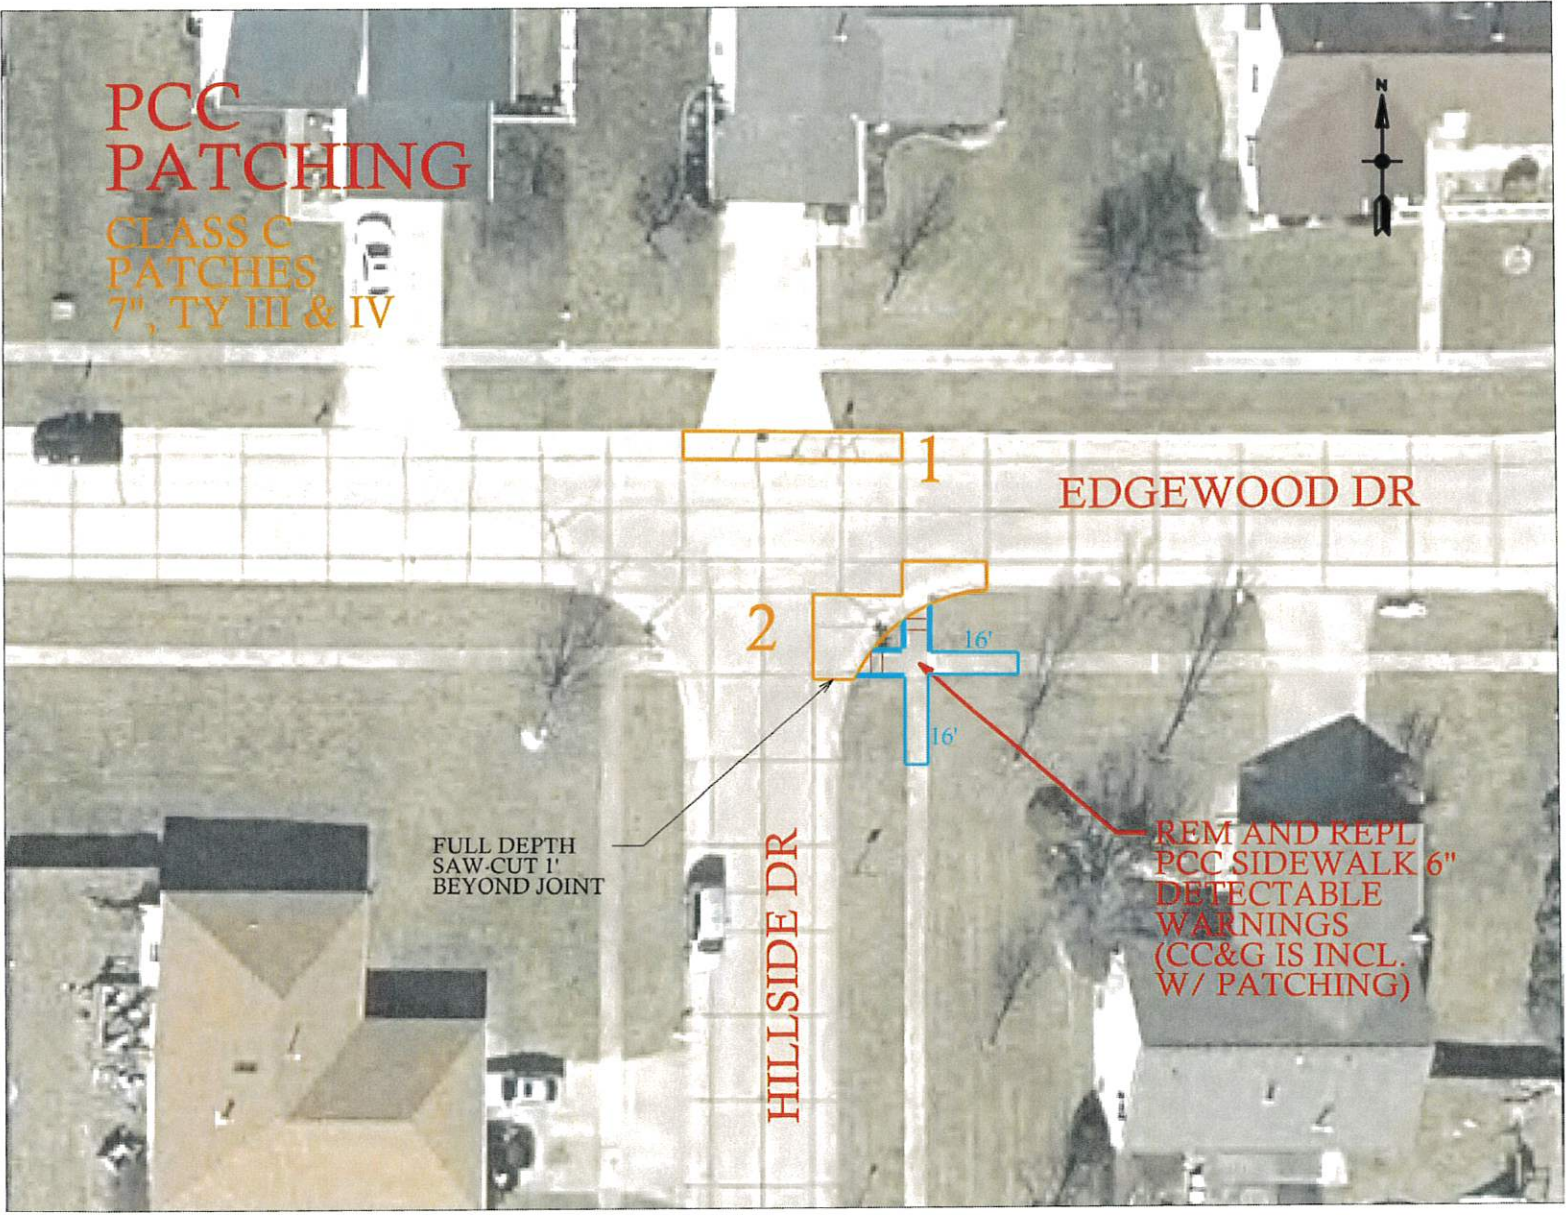 PCC
PATCHING
CLASS C
PATCHES
7", TY III & IV
N
1
EDGEWOOD DR
2
16'
16'
FULL DEPTH
SAW-CUT 1'
BEYOND JOINT
HILLSIDE DR
REM AND REPL
PCC SIDEWALK 6"
DETECTABLE
WARNINGS
(CC&G IS INCL.
W/ PATCHING)